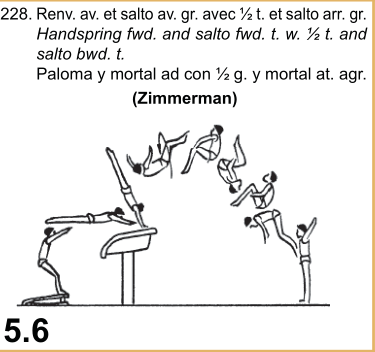 228. Renv. av. et salto av. gr. avec ½ t. et salto arr. gr.
Handspring fwd. and salto fwd. t. w. ½ t. and
salto bwd. t.
Paloma y mortal ad con ½ g. y mortal at. agr.
(Zimmerman)
5.6